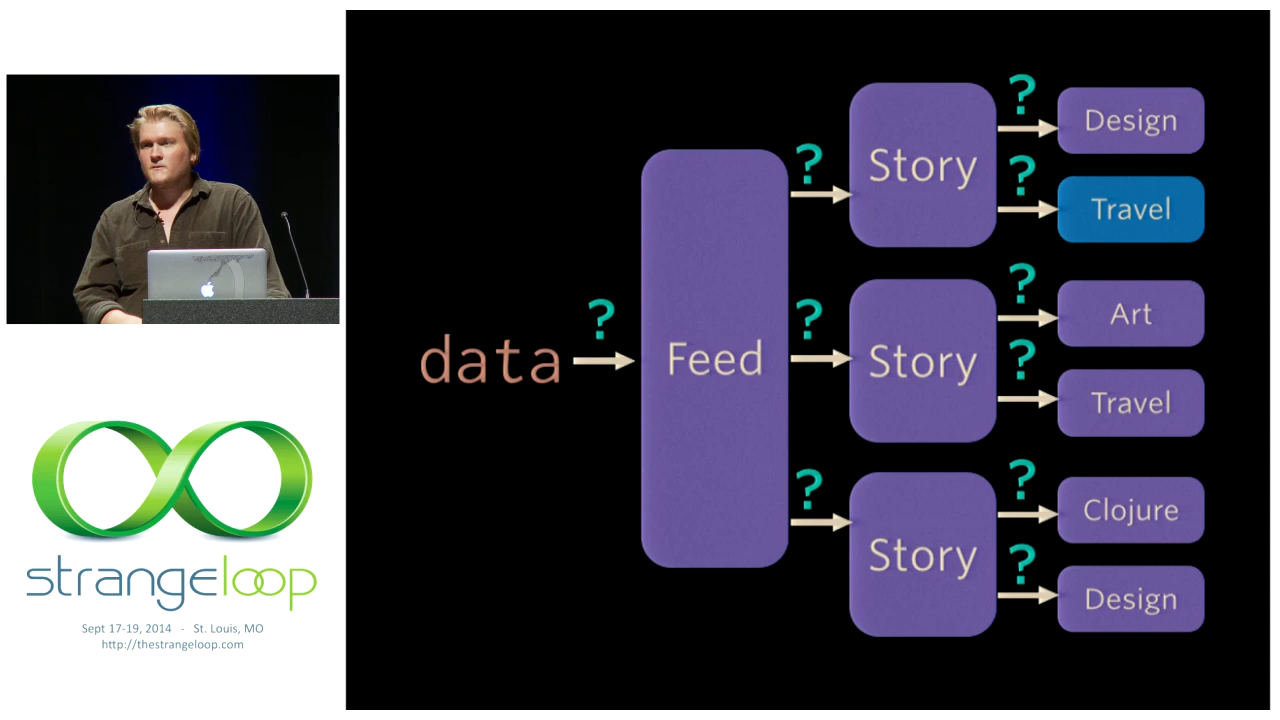 strangeloop
Sept 17-19, 2014 - St. Louis, MO
http://thestrangeloop.com
data
?
Feed
?
?
?
Story
?
Design
?
Travel
Story
?
Art
?
Travel
Story
?
Clojure
?
Design